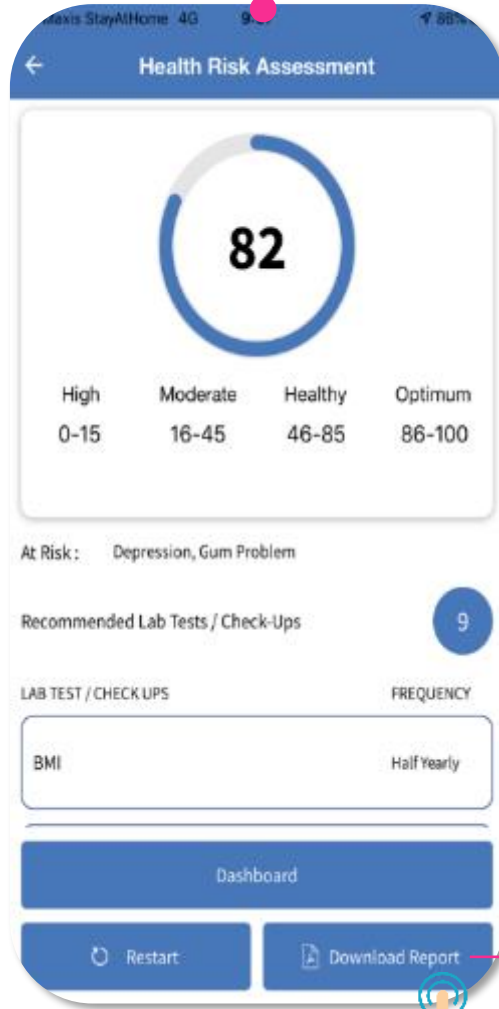 StayAtHome 4G
Health Risk Assessment
82
High Moderate Healthy Optimum
0-15 16-45 46-85 86-100
At Risk : Depression, Gum Problem
Recommended Lab Tests / Check-Ups 9
LAB TEST / CHECK UPS FREQUENCY
BMI Half Yearly
Dashboard
Restart Download Report